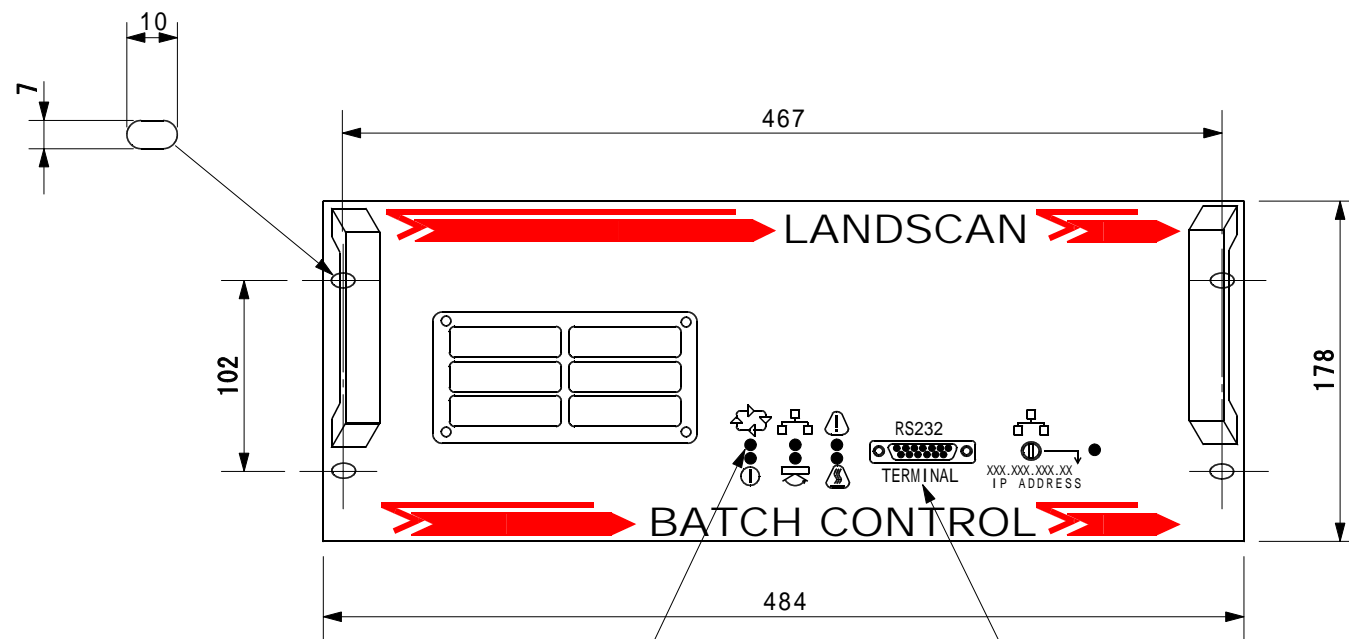 10
7
467
LANDSCAN
102
178
RS232
TERMINAL
XXX.XXX.XXX.XX
IP ADDRESS
BATCH CONTROL
484